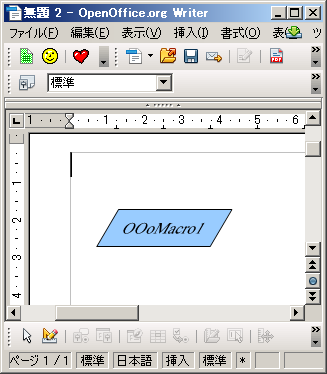 無題 2 - OpenOffice.org Writer
ファイル(F) 編集(E) 表示(V) 挿入(I) 書式(O) 表 ツ
標準
1 1 2 3 4 5 6
1
2
3
4
OOoMacro1
ページ 1 / 1 標準 日本語 挿入 標準 *